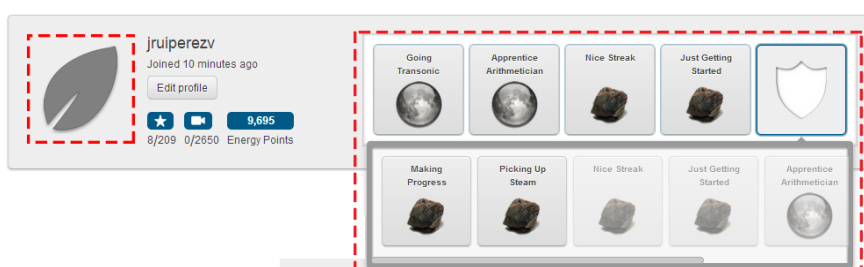 jruiperezv
Joined 10 minutes ago
Edit profile
9,695
8/209 0/2650 Energy Points
Going
Transonic
Apprentice
Arithmetician
Nice Streak
Just Getting
Started
Making
Progress
Picking Up
Steam
Nice Streak
Just Getting
Started
Apprentice
Arithmetician